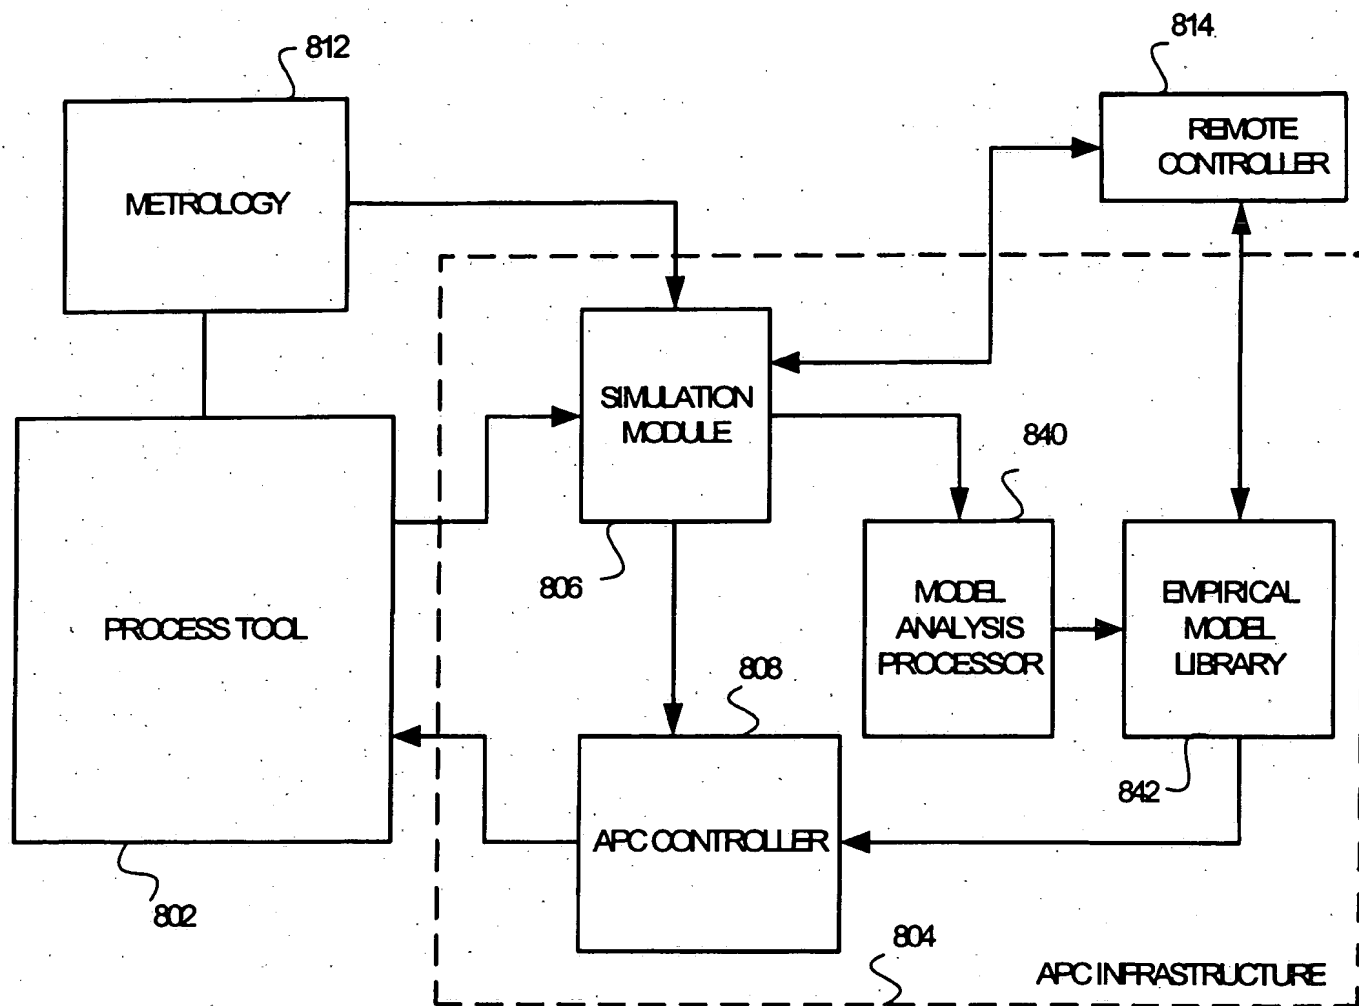 812
814
METROLOGY
REMOTE
CONTROLLER
SIMULATION
MODULE
840
806
PROCESS TOOL
MODEL
ANALYSIS
PROCESSOR
EMPIRICAL
MODEL
LIBRARY
808
842
APC CONTROLLER
802
804
APC INFRASTRUCTURE